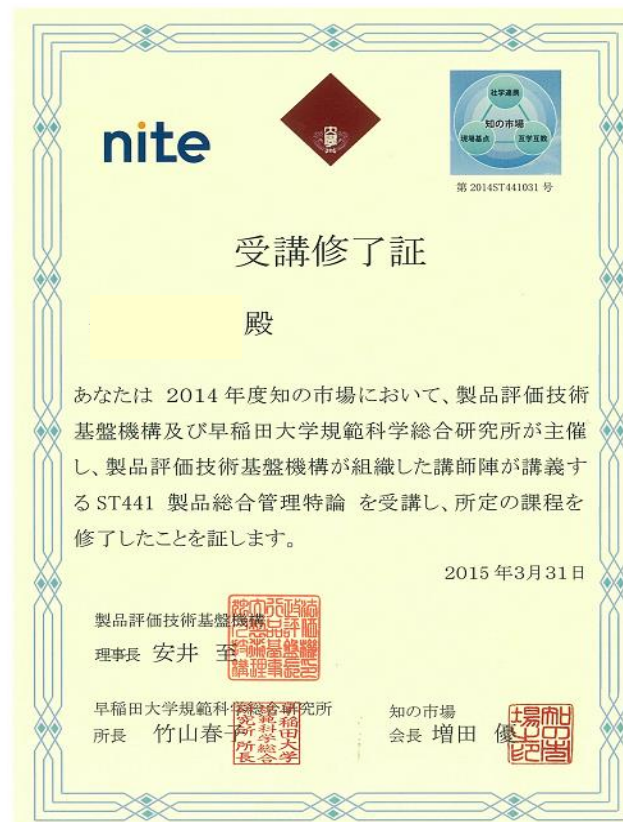 nite
社学連携
知の市場
現場基点
互学互教
第 2014ST441031 号
受講修了証
殿
あなたは 2014 年度知の市場において、製品評価技術
基盤機構及び早稲田大学規範科学総合研究所が主催
し、製品評価技術基盤機構が組織した講師陣が講義す
る ST441 製品総合管理特論 を受講し、所定の課程を
修了したことを証します。
2015 年3月31日
製品評価技術基盤機構
理事長 安井 至
早稲田大学規範科学総合研究所
所長 竹山春子
知の市場
会長 増田 優